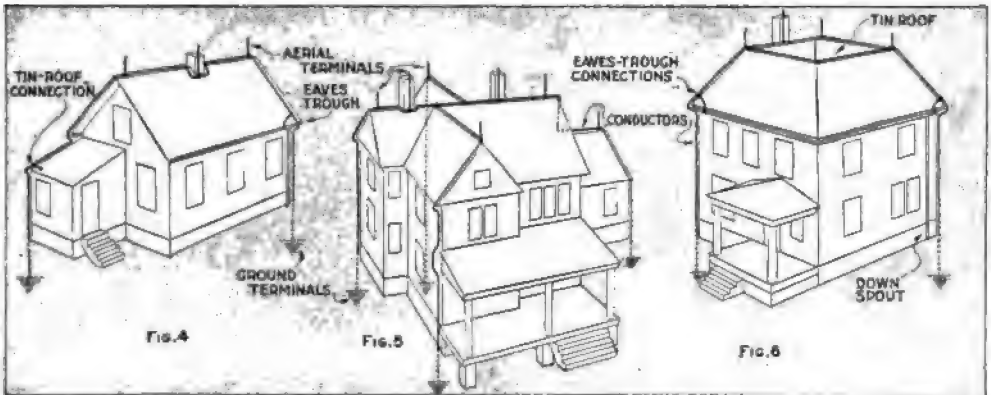 TIN-ROOF
CONNECTION
AERIAL
TERMINALS
EAVES
TROUGH
GROUND
TERMINALS
FIG.4
CONDUCTORS
FIG.5
TIN ROOF
EAVES-TROUGH
CONNECTIONS
DOWN
SPOUT
FIG.6